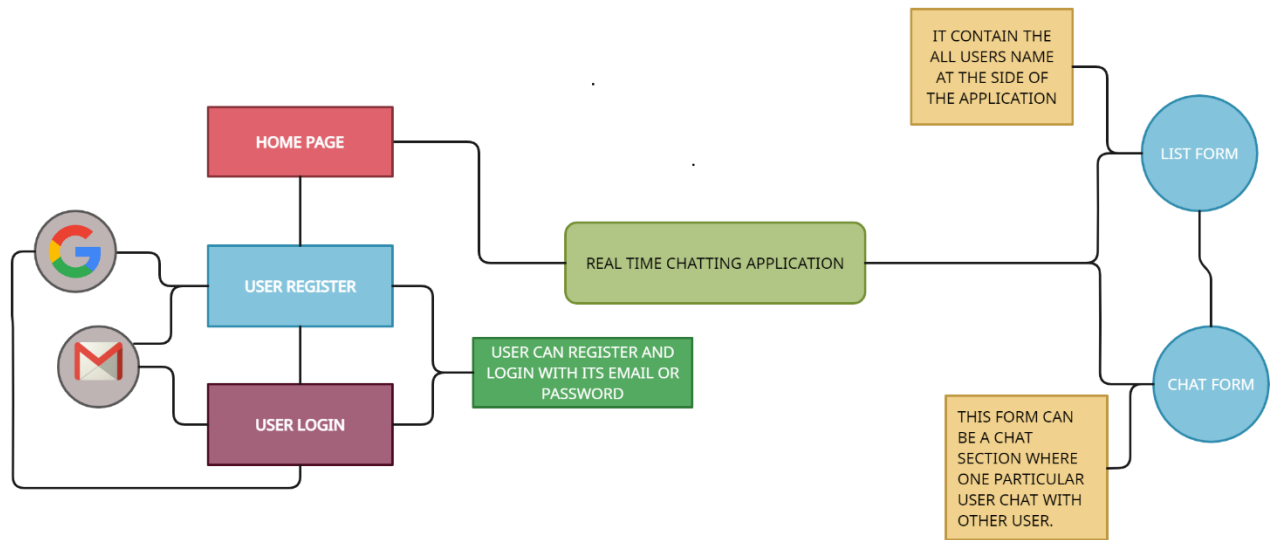 IT CONTAIN THE
ALL USERS NAME
AT THE SIDE OF
THE APPLICATION
HOME PAGE
LIST FORM
USER REGISTER
REAL TIME CHATTING APPLICATION
USER CAN REGISTER AND
LOGIN WITH ITS EMAIL OR
PASSWORD
USER LOGIN
CHAT FORM
THIS FORM CAN
BE A CHAT
SECTION WHERE
ONE PARTICULAR
USER CHAT WITH
OTHER USER.